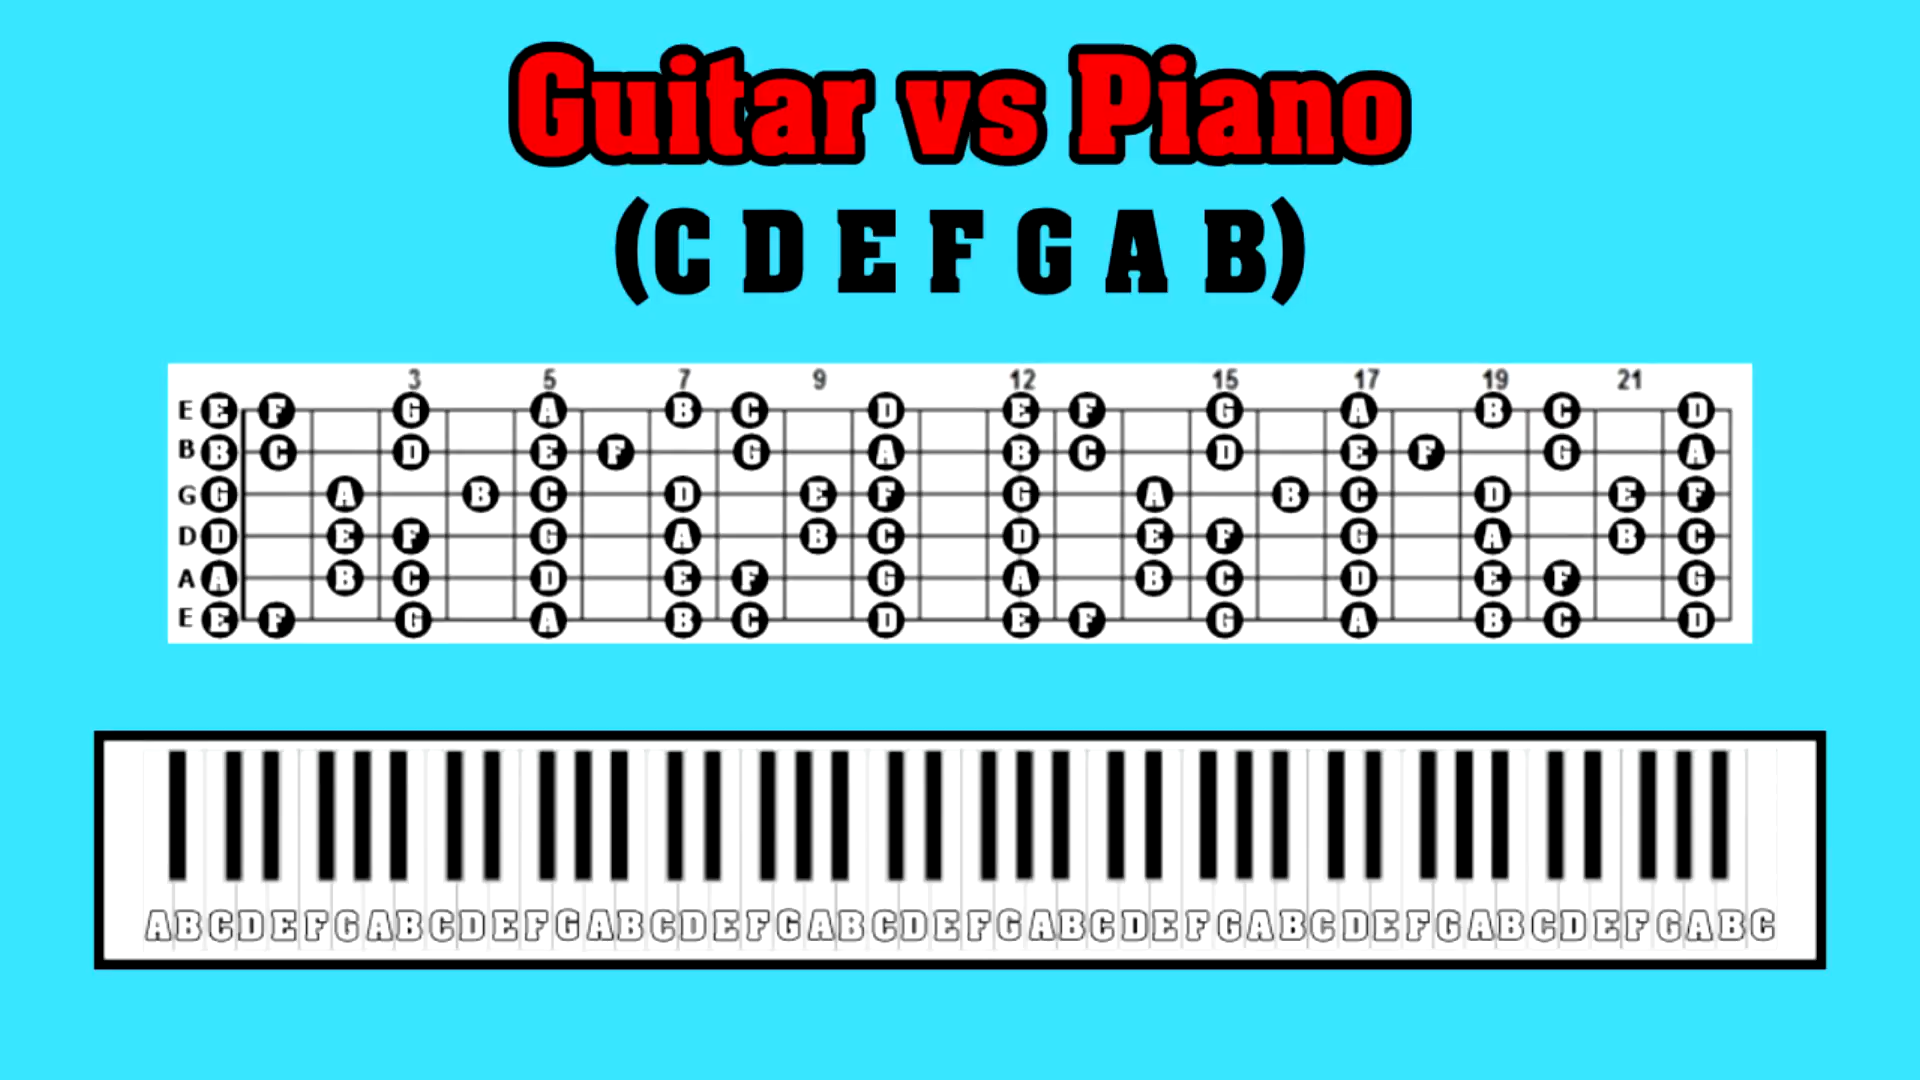 Guitar vs Piano
(C D E F G A B)
3 5 7 9 12 15 17 19 21
E E F G A B C D E F G A B C D
B B C D E F G A B C D E F G A
G G A B C D E F G A B C D E F
D D E F G A B C D E F G A B C
A A B C D E F G A B C D E F G
E E F G A B C D E F G A B C D
A B C D E F G A B C D E F G A B C D E F G A B C D E F G A B C D E F G A B C D E F G A B C D E F G A B C